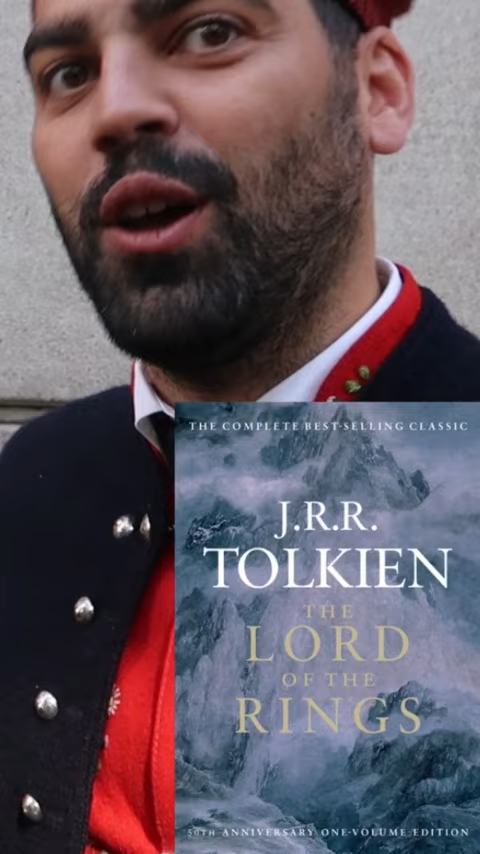 THE COMPLETE BEST-SELLING CLASSIC
J.R.R.
TOLKIEN
THE
LORD
OF THE
RINGS
50TH ANNIVERSARY ONE-VOLUME EDITION